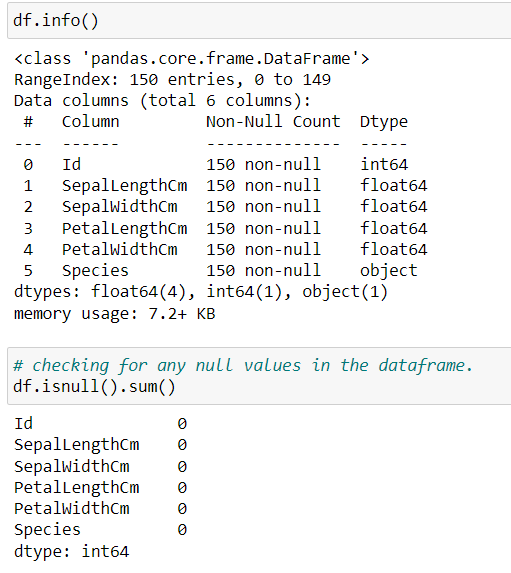 df.info()
<class 'pandas.core.frame.DataFrame'>
RangeIndex: 150 entries, 0 to 149
Data columns (total 6 columns):
 #   Column         Non-Null Count  Dtype
---  ------         --------------  -----
 0   Id             150 non-null    int64
 1   SepalLengthCm  150 non-null    float64
 2   SepalWidthCm   150 non-null    float64
 3   PetalLengthCm  150 non-null    float64
 4   PetalWidthCm   150 non-null    float64
 5   Species        150 non-null    object
dtypes: float64(4), int64(1), object(1)
memory usage: 7.2+ KB
# checking for any null values in the dataframe.
df.isnull().sum()
Id               0
SepalLengthCm    0
SepalWidthCm     0
PetalLengthCm    0
PetalWidthCm     0
Species          0
dtype: int64